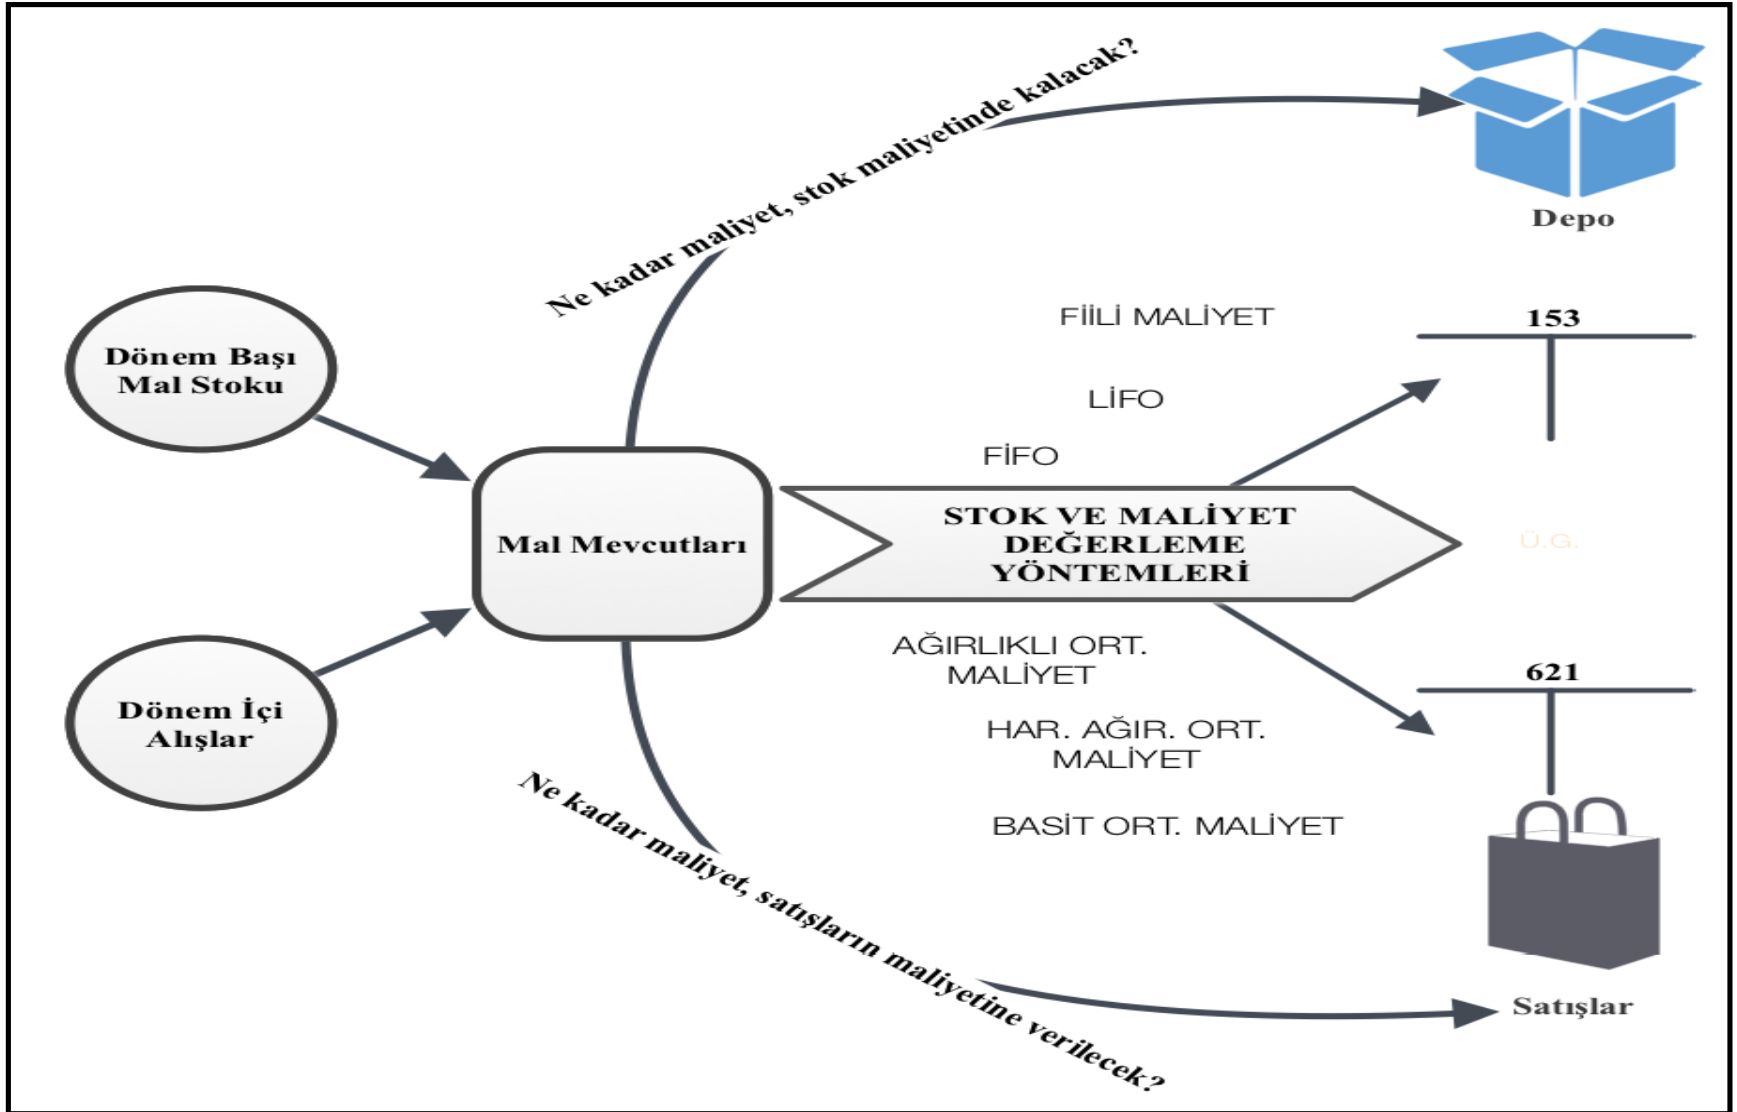 Ne kadar maliyet, stok maliyetinde kalacak?
Depo
Dönem Başı
Mal Stoku
FİİLİ MALİYET
153
LİFO
FİFO
Mal Mevcutları
STOK VE MALİYET
DEĞERLEME
YÖNTEMLERİ
Ü.G.
Dönem İçi
Alışlar
AĞIRLIKLI ORT.
MALİYET
621
HAR. AĞIR. ORT.
MALİYET
BASİT ORT. MALİYET
Ne kadar maliyet, satışların maliyetine verilecek?
Satışlar